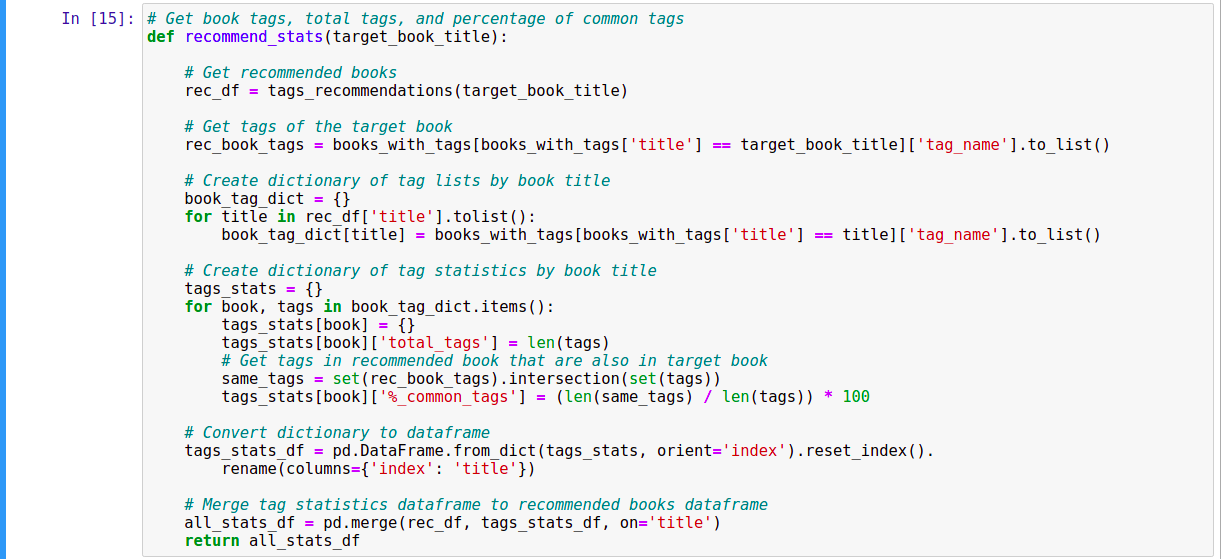 In [15]: # Get book tags, total tags, and percentage of common tags
def recommend_stats(target_book_title):

    # Get recommended books
    rec_df = tags_recommendations(target_book_title)

    # Get tags of the target book
    rec_book_tags = books_with_tags[books_with_tags['title'] == target_book_title]['tag_name'].to_list()

    # Create dictionary of tag lists by book title
    book_tag_dict = {}
    for title in rec_df['title'].tolist():
        book_tag_dict[title] = books_with_tags[books_with_tags['title'] == title]['tag_name'].to_list()

    # Create dictionary of tag statistics by book title
    tags_stats = {}
    for book, tags in book_tag_dict.items():
        tags_stats[book] = {}
        tags_stats[book]['total_tags'] = len(tags)
        # Get tags in recommended book that are also in target book
        same_tags = set(rec_book_tags).intersection(set(tags))
        tags_stats[book]['%_common_tags'] = (len(same_tags) / len(tags)) * 100

    # Convert dictionary to dataframe
    tags_stats_df = pd.DataFrame.from_dict(tags_stats, orient='index').reset_index().
        rename(columns={'index': 'title'})

    # Merge tag statistics dataframe to recommended books dataframe
    all_stats_df = pd.merge(rec_df, tags_stats_df, on='title')
    return all_stats_df